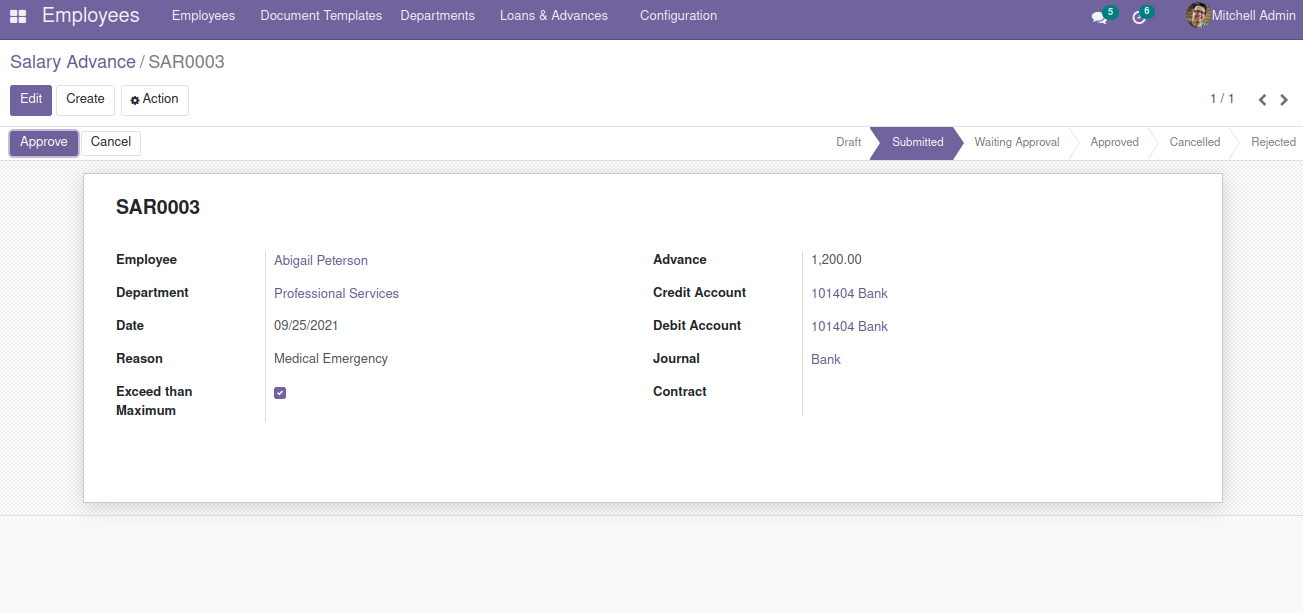 Employees Employees Document Templates Departments Loans & Advances Configuration 5 6 Mitchell Admin
Salary Advance / SAR0003
Edit Create Action 1 / 1
Approve Cancel Draft Submitted Waiting Approval Approved Cancelled Rejected
SAR0003
Employee Abigail Peterson Advance 1,200.00
Department Professional Services Credit Account 101404 Bank
Date 09/25/2021 Debit Account 101404 Bank
Reason Medical Emergency Journal Bank
Exceed than Contract
Maximum